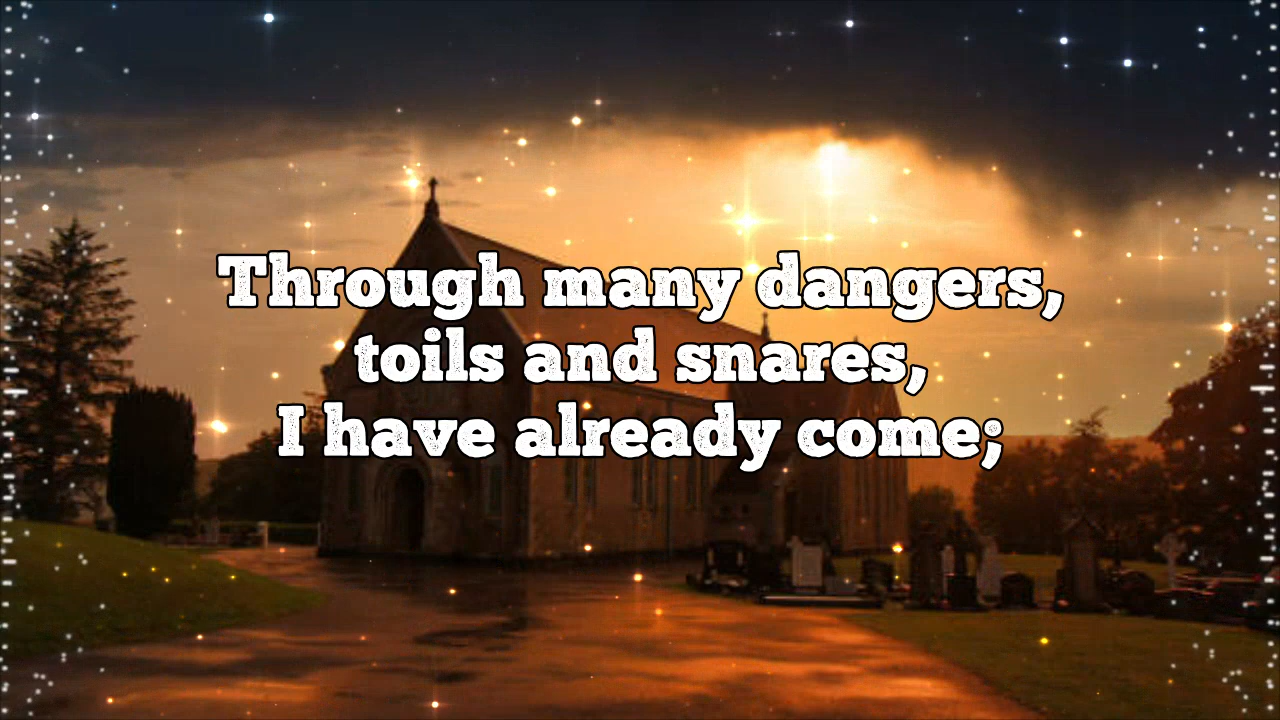 Through many dangers,
toils and snares,
I have already come;